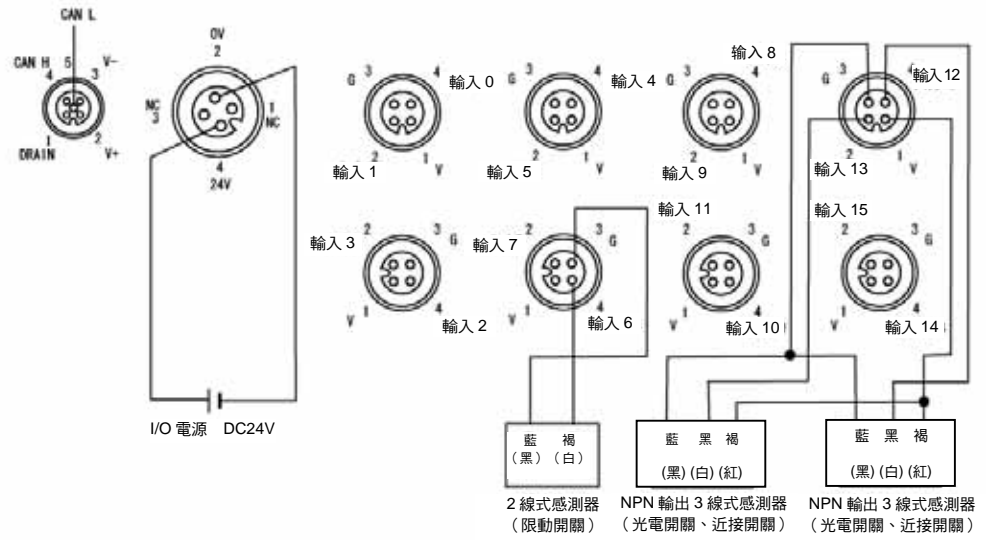 CAN L
CAN H 5 V-
4 3
1 2
DRAIN V+
0V
2
NC
3
1
NC
4
24V
I/O 電源 DC24V
G 3 4 輸入 0
輸入 1 2 1 V
G 3 4 輸入 4
輸入 5 2 1 V
输入 8
G 3 4
輸入 9 2 1 V
G 3 4 輸入 12
輸入 13 2 1 V
輸入 3 2 3 G
V 1 4 輸入 2
輸入 7 2 3 G
V 1 4 輸入 6
輸入 11
2 3 G
V 1 4 輸入 10
輸入 15
2 3 G
V 1 4 輸入 14
藍 褐
(黑) (白)
2 線式感測器
(限動開關)
藍 黑 褐
(黑) (白) (紅)
NPN 輸出 3 線式感測器
(光電開關、近接開關)
藍 黑 褐
(黑) (白) (紅)
NPN 輸出 3 線式感測器
(光電開關、近接開關)